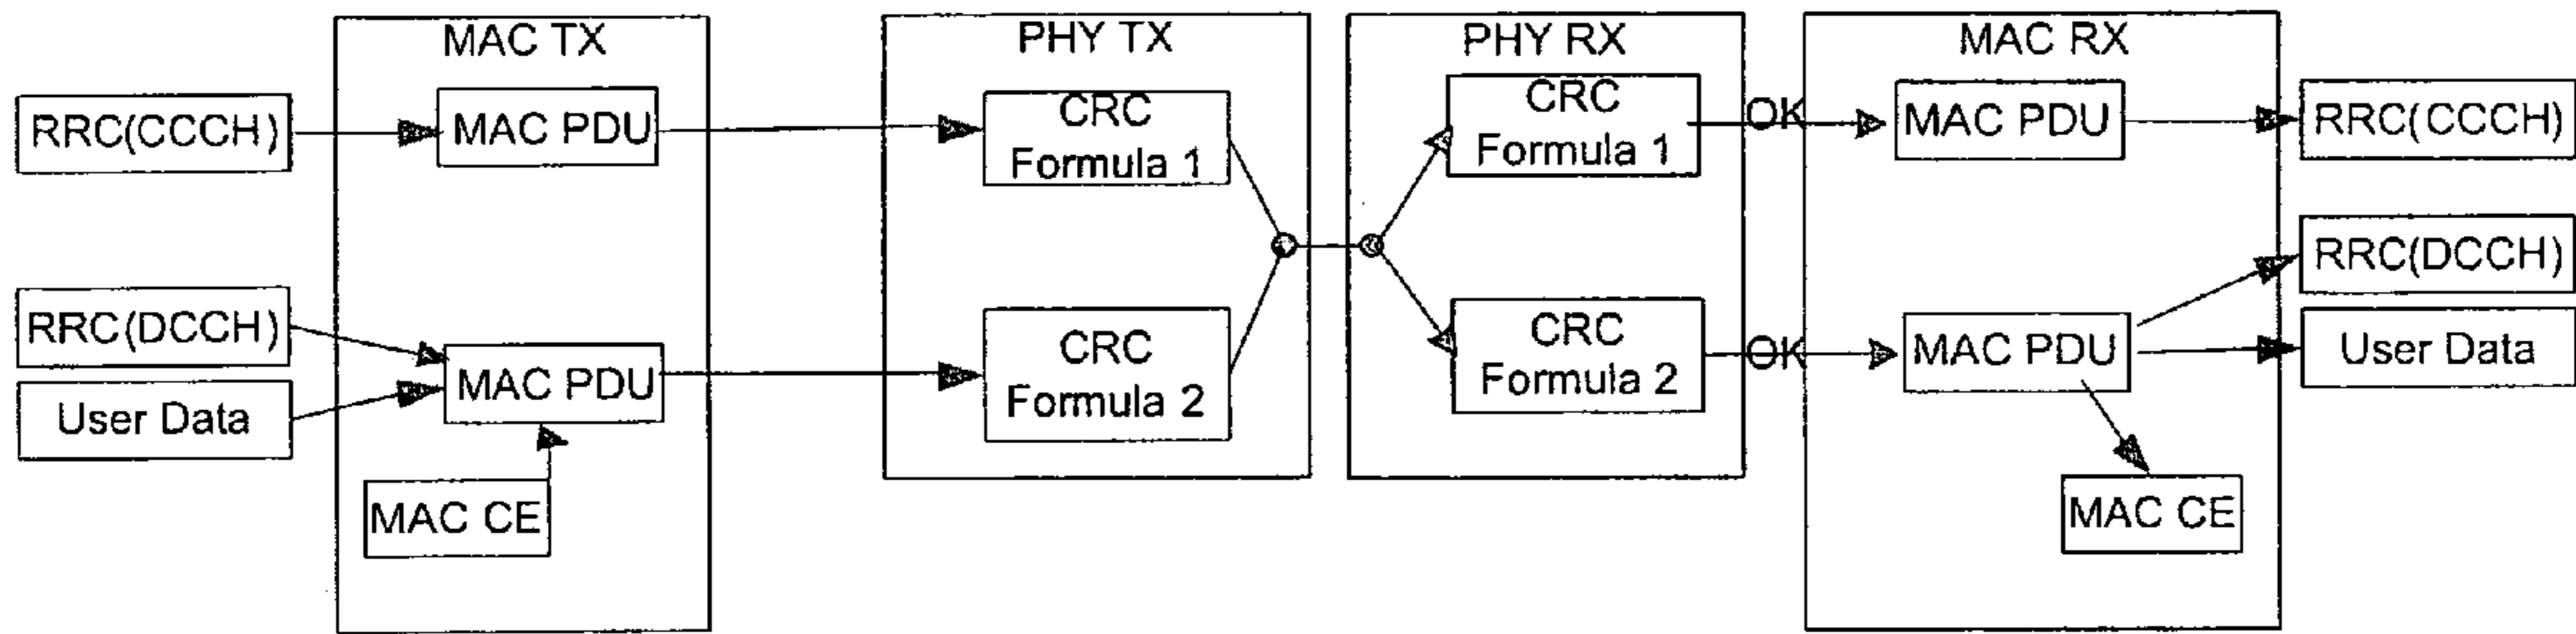 MAC TX
PHY TX
PHY RX
MAC RX
RRC(CCCH)
MAC PDU
CRC
Formula 1
CRC
Formula 1
OK
MAC PDU
RRC(CCCH)
RRC(DCCH)
User Data
MAC PDU
MAC CE
CRC
Formula 2
CRC
Formula 2
OK
MAC PDU
RRC(DCCH)
User Data
MAC CE